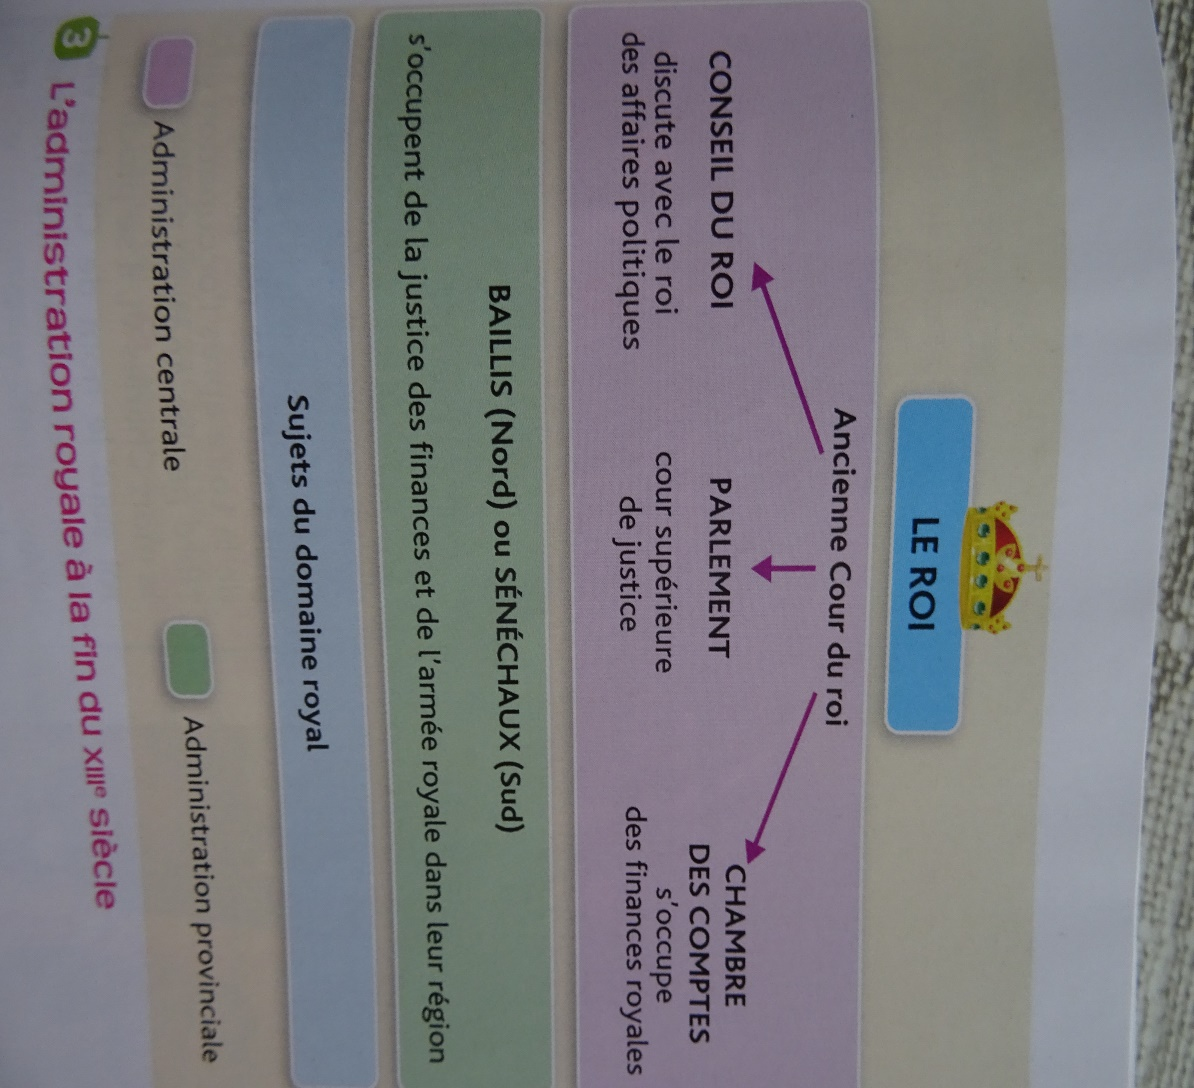 LE ROI
Ancienne Cour du roi
CONSEIL DU ROI
discute avec le roi
des affaires politiques
PARLEMENT
cour supérieure
de justice
CHAMBRE
DES COMPTES
s'occupe
des finances royales
BAILLIS (Nord) ou SÉNÉCHAUX (Sud)
s'occupent de la justice des finances et de l'armée royale dans leur région
Sujets du domaine royal
Administration centrale
Administration provinciale
3 L'administration royale à la fin du XIIIe siècle